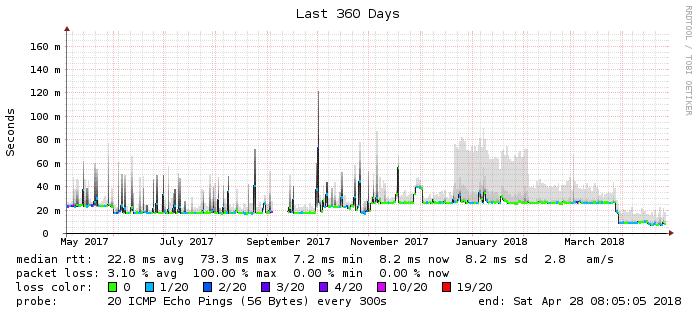 Last 360 Days
RRDTOOL / TOBI OETIKER
Seconds
160 m
140 m
120 m
100 m
80 m
60 m
40 m
20 m
0
May 2017 July 2017 September 2017 November 2017 January 2018 March 2018
median rtt: 22.8 ms avg 73.3 ms max 7.2 ms min 8.2 ms now 8.2 ms sd 2.8 am/s
packet loss: 3.10 % avg 100.00 % max 0.00 % min 0.00 % now
loss color: 0 1/20 2/20 3/20 4/20 10/20 19/20
probe: 20 ICMP Echo Pings (56 Bytes) every 300s end: Sat Apr 28 08:05:05 2018